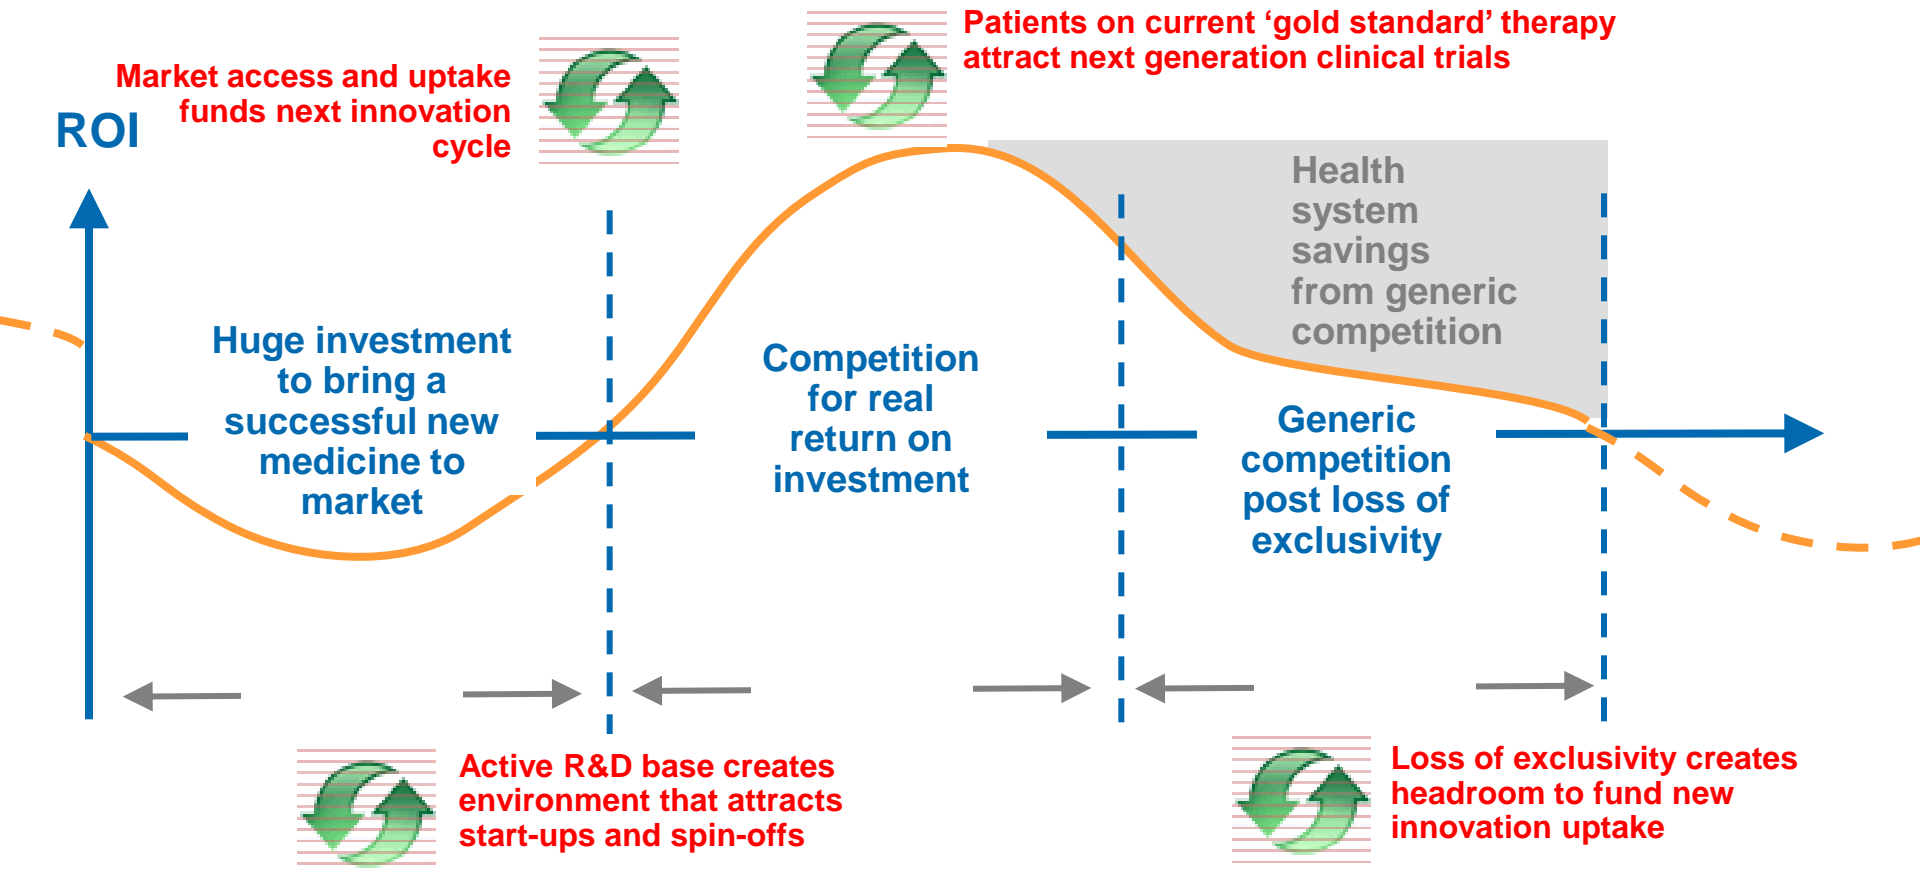 Patients on current ‘gold standard’ therapy
attract next generation clinical trials
Market access and uptake
funds next innovation
cycle
ROI
Health
system
savings
from generic
competition
Huge investment
to bring a
successful new
medicine to
market
Competition
for real
return on
investment
Generic
competition
post loss of
exclusivity
Active R&D base creates
environment that attracts
start-ups and spin-offs
Loss of exclusivity creates
headroom to fund new
innovation uptake